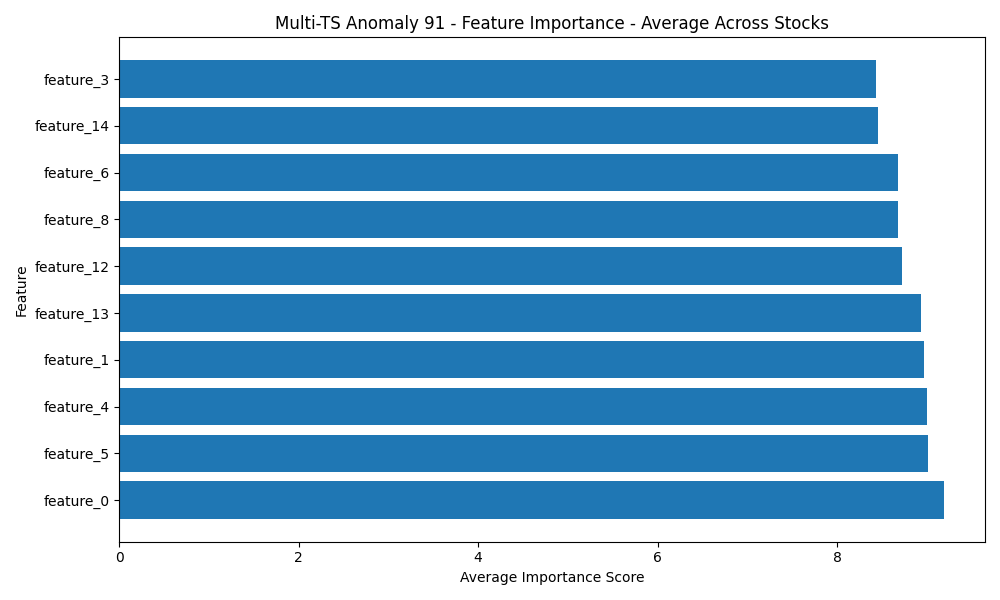 Multi-TS Anomaly 91 - Feature Importance - Average Across Stocks
feature_3
feature_14
feature_6
feature_8
feature_12
feature_13
feature_1
feature_4
feature_5
feature_0
Feature
0 2 4 6 8
Average Importance Score